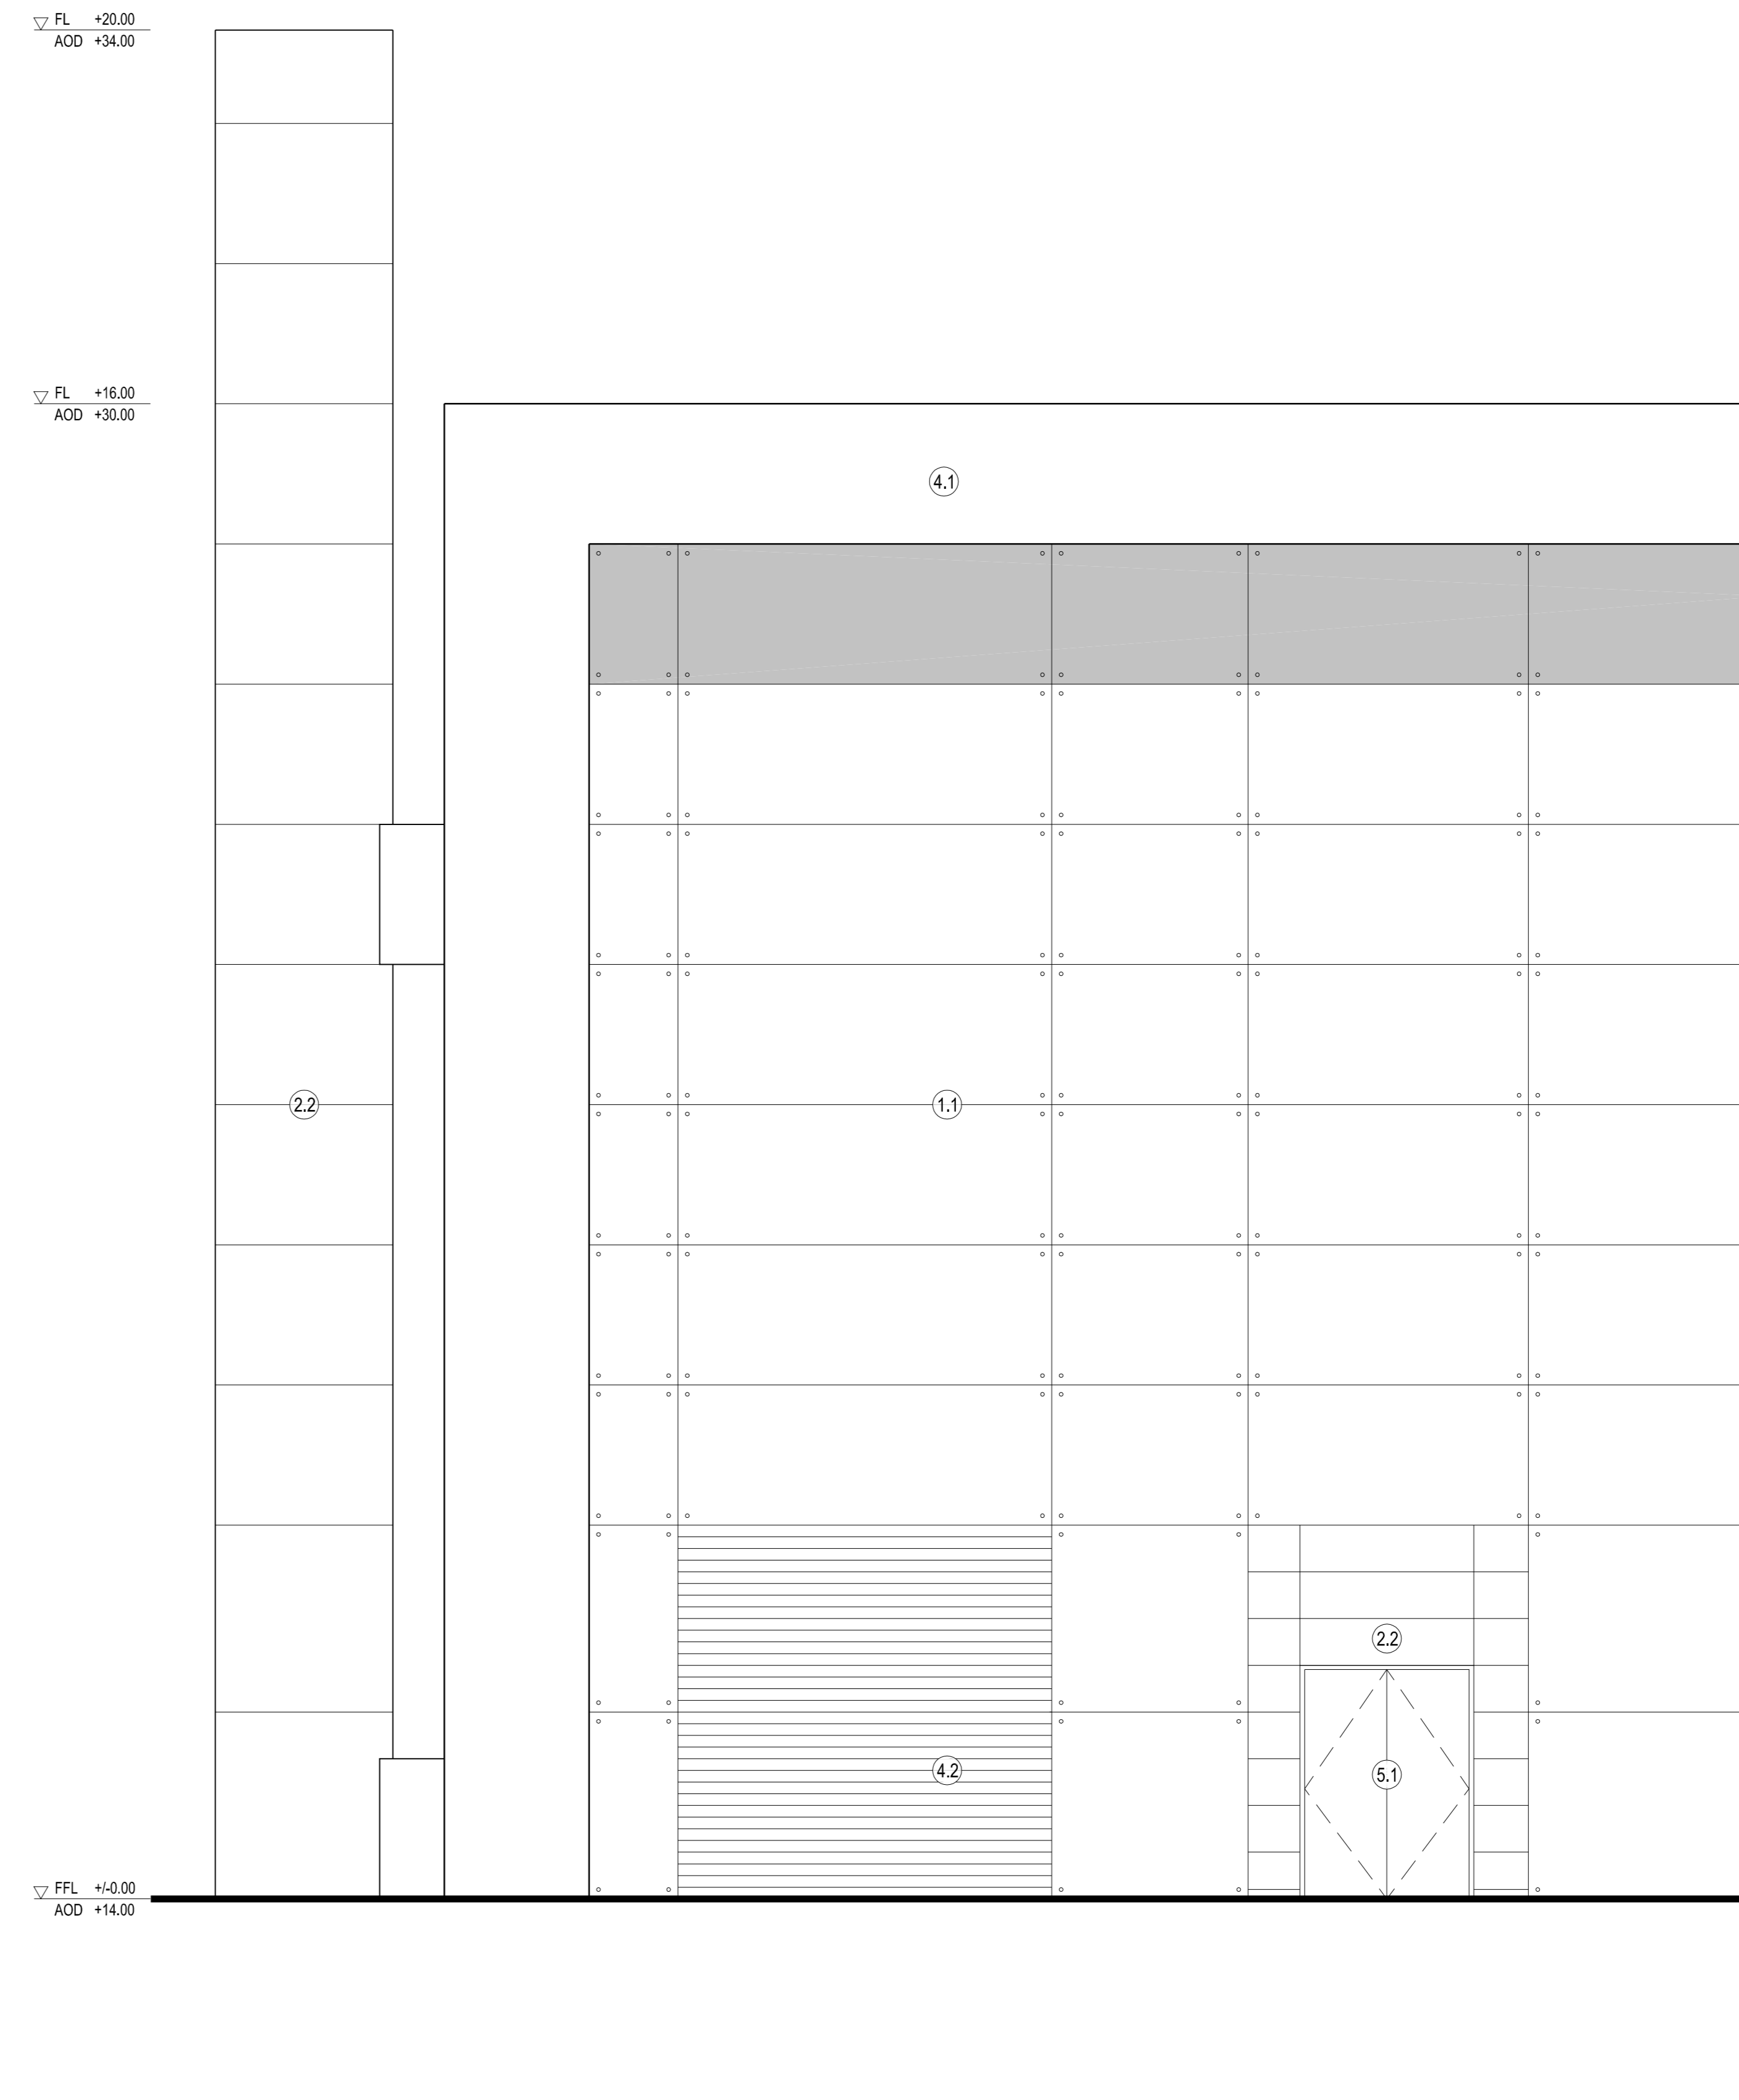 FL +20.00
AOD +34.00
FL +16.00
AOD +30.00
4.1
2.2
1.1
2.2
4.2
5.1
FFL +/-0.00
AOD +14.00